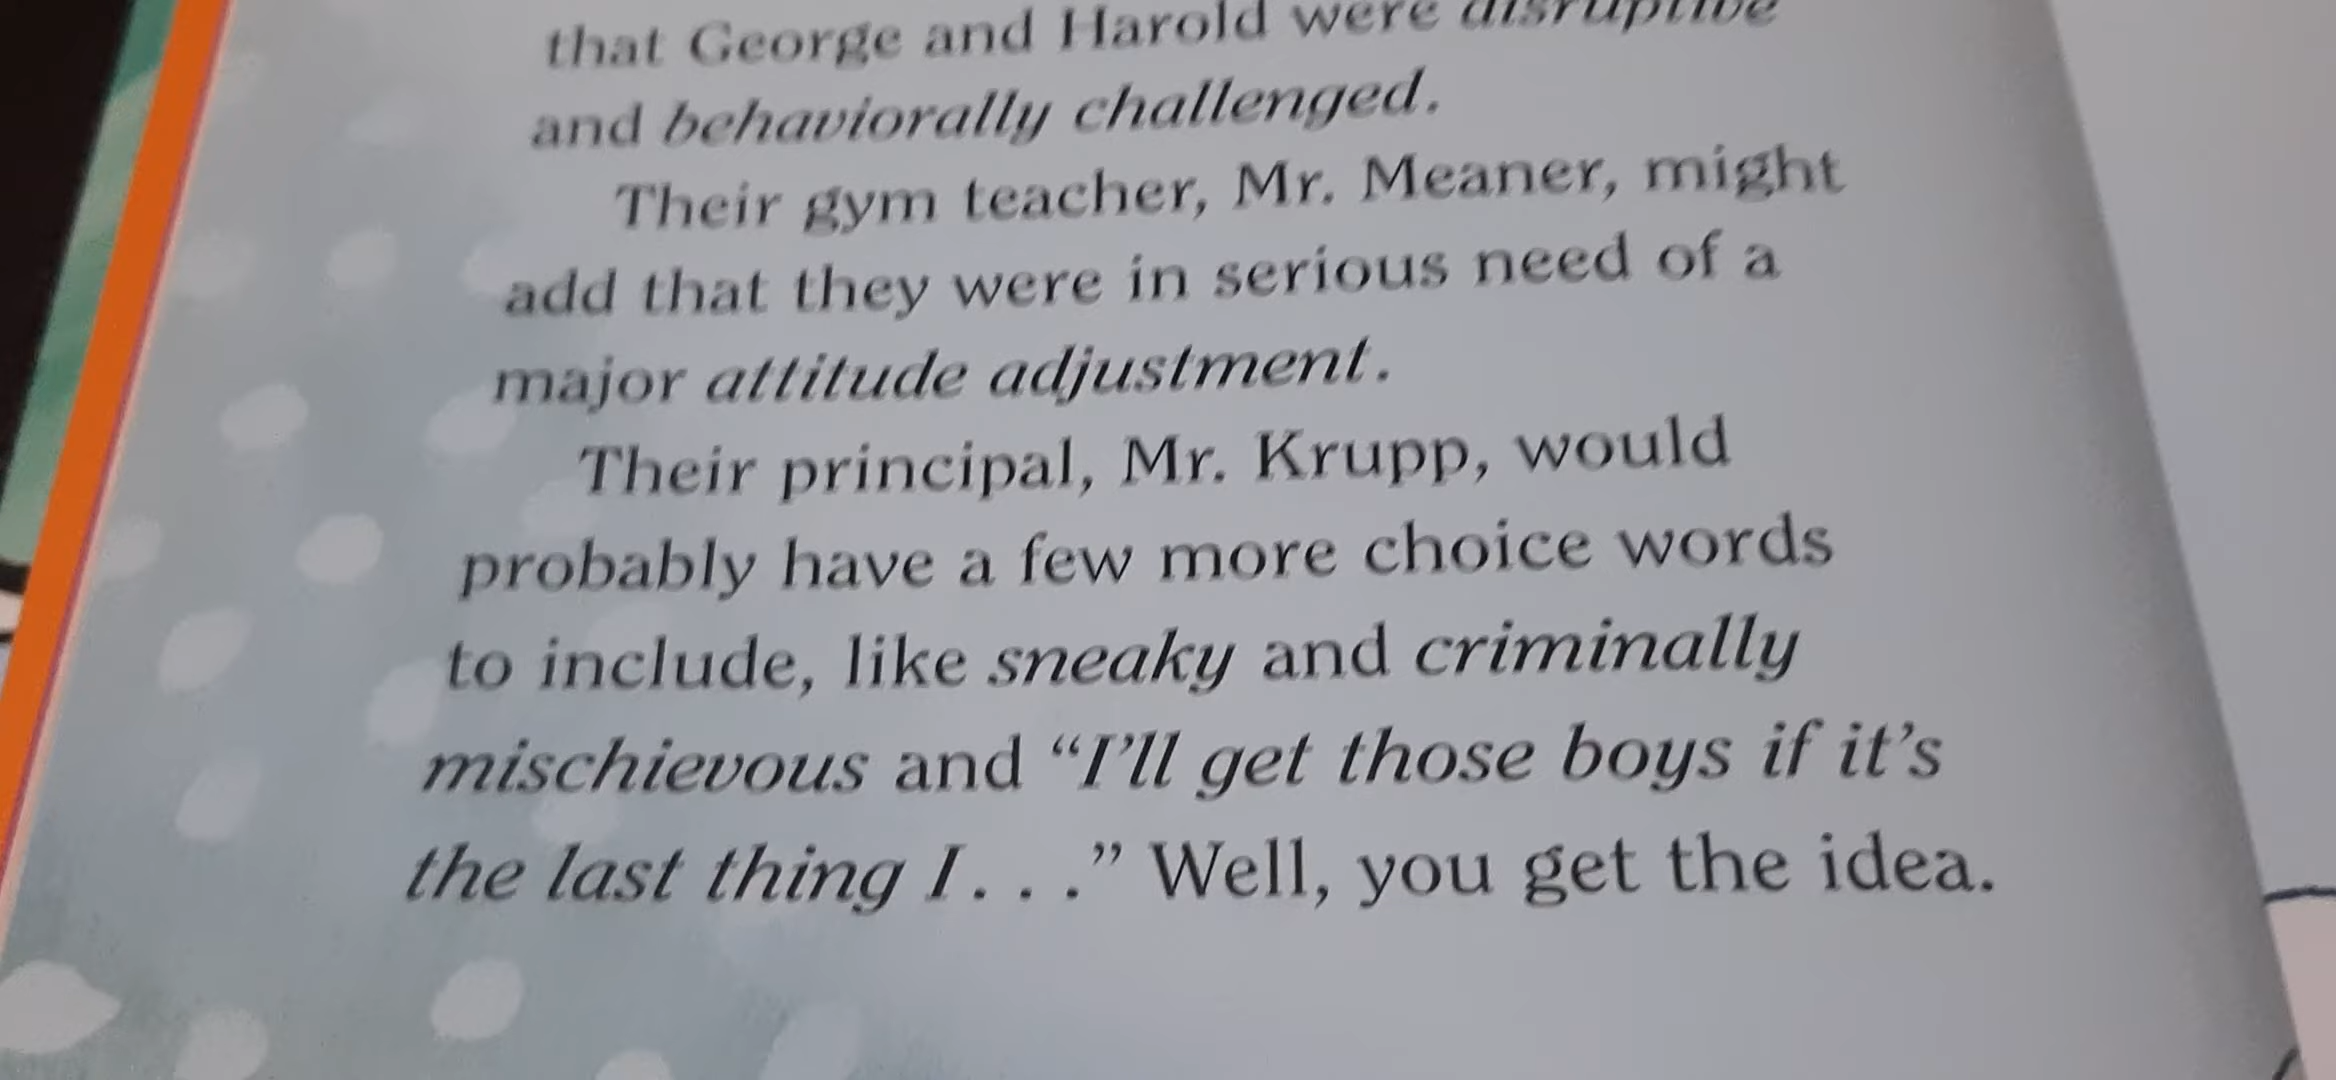 that George and Harold were disruptive
and behaviorally challenged.
Their gym teacher, Mr. Meaner, might
add that they were in serious need of a
major attitude adjustment.
Their principal, Mr. Krupp, would
probably have a few more choice words
to include, like sneaky and criminally
mischievous and “I’ll get those boys if it’s
the last thing I. . .” Well, you get the idea.